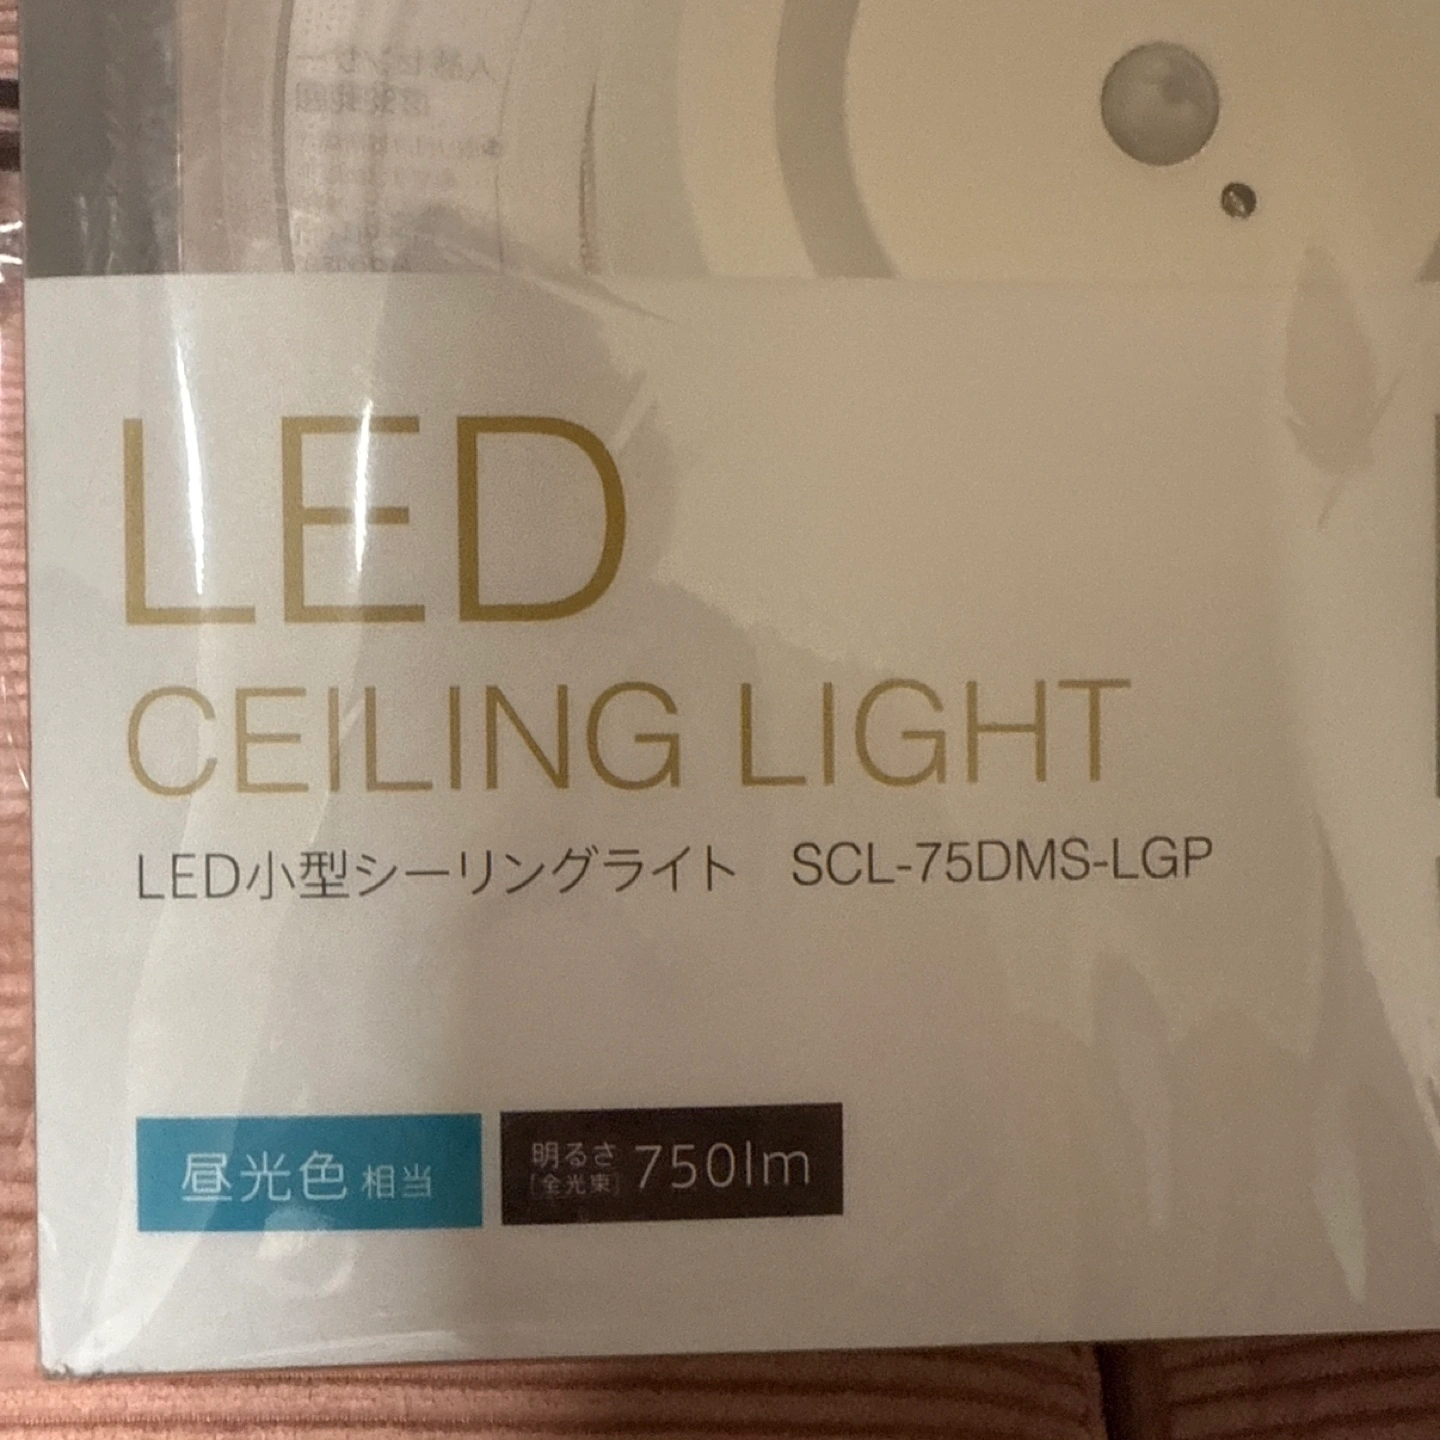 LED
CEILING LIGHT
LED小型シーリングライト SCL-75DMS-LGP
昼光色 相当
明るさ
[全光束] 750lm